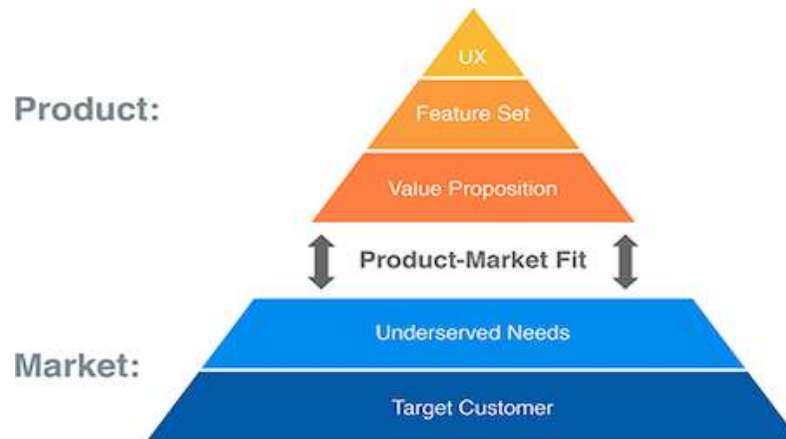 UX
Product:
Feature Set
Value Proposition
Product-Market Fit
Underserved Needs
Market:
Target Customer